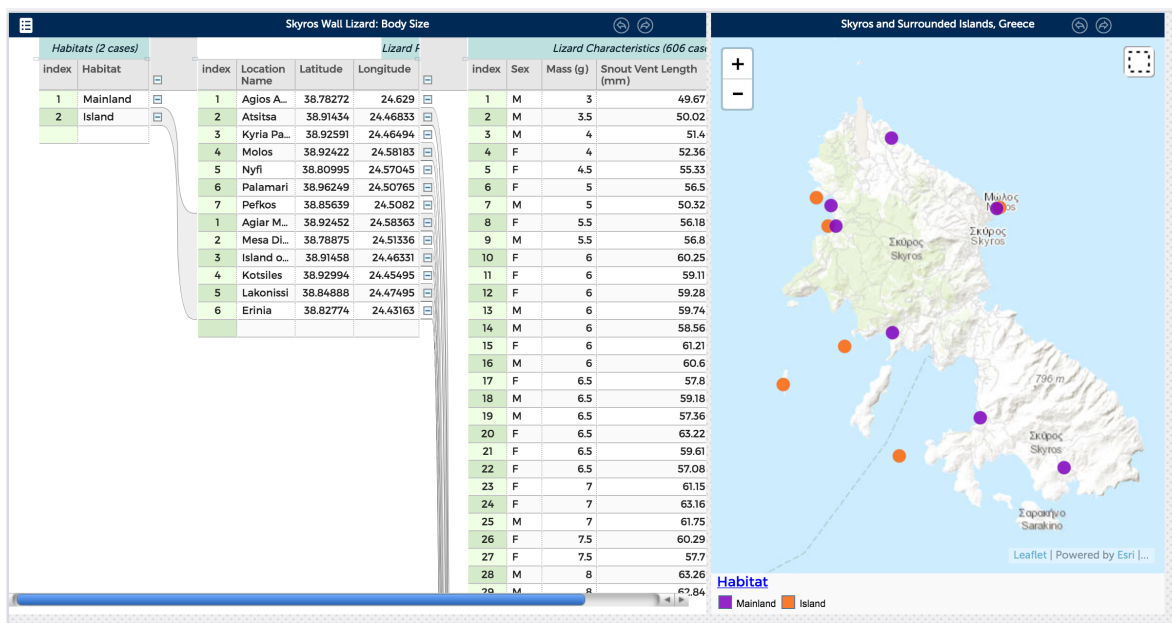 Skyros Wall Lizard: Body Size
Habitats (2 cases)
Lizard
Lizard Characteristics (606
index Habitat
index Location Name Latitude Longitude
index Sex Mass (g) Snout Vent Length (mm)
1 Mainland
2 Island
1 Agios A... 38.78272 24.629
2 Atsitsa 38.91434 24.46833
3 Kyria Pa... 38.92591 24.46494
4 Molos 38.92422 24.58183
5 Nyfi 38.80995 24.57045
6 Palamari 38.96249 24.50765
7 Pefkos 38.85639 24.5082
1 Agiar M... 38.92452 24.58363
2 Mesa Di... 38.78875 24.51336
3 Island o... 38.91458 24.46331
4 Kotsiles 38.92994 24.45495
5 Lakonissi 38.84888 24.47495
6 Erinia 38.82774 24.43163
1 M 3 49.67
2 M 3.5 50.02
3 M 4 51.4
4 F 4 52.36
5 F 4.5 55.33
6 F 5 56.5
7 M 5 50.32
8 F 5.5 56.18
9 M 5.5 56.8
10 F 6 60.25
11 F 6 59.11
12 F 6 59.28
13 M 6 59.74
14 M 6 58.56
15 F 6 61.21
16 M 6 60.6
17 F 6.5 57.8
18 M 6.5 59.18
19 M 6.5 57.36
20 F 6.5 63.22
21 F 6.5 59.61
22 F 6.5 57.08
23 F 7 61.15
24 F 7 63.16
25 M 7 61.75
26 F 7.5 60.29
27 F 7.5 57.7
28 M 8 63.26
29 M 8 62.84
Skyros and Surrounded Islands, Greece
+
−
Μώλος
Σκύρος
Skyros
Σκύρος
Skyros
796 m
Σκύρος
Skyros
Σαρακήνο
Sarakino
Leaflet | Powered by Esri |...
Habitat
Mainland Island